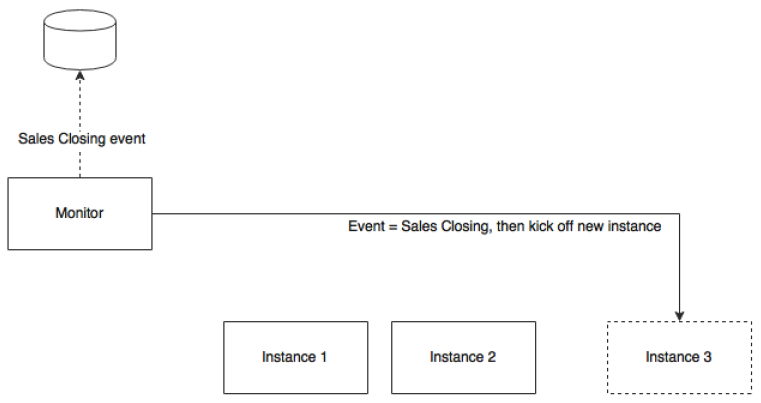 Sales Closing event
Monitor
Event = Sales Closing, then kick off new instance
Instance 1
Instance 2
Instance 3